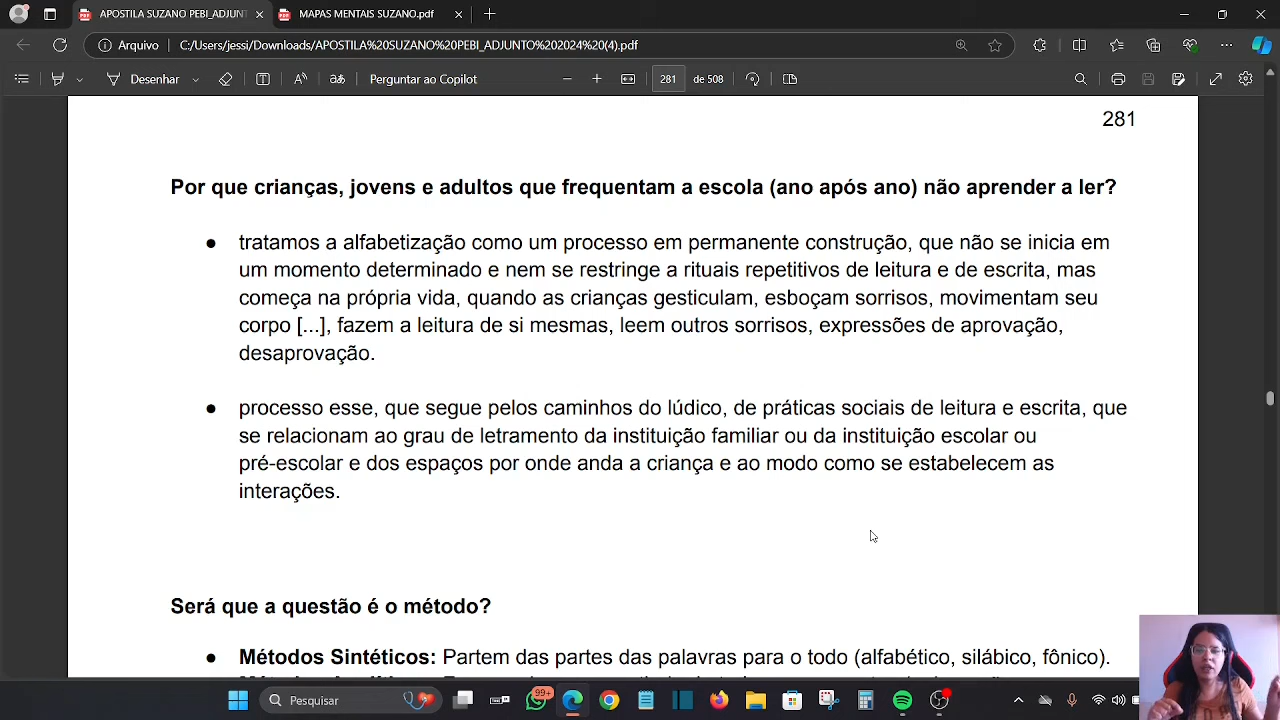 APOSTILA SUZANO PEBI_ADJUNT
MAPAS MENTAIS SUZANO.pdf
Arquivo
C:/Users/jessi/Downloads/APOSTILA%20SUZANO%20PEBI_ADJUNTO%202024%20(4).pdf
Desenhar
Perguntar ao Copilot
281
de 508
281
Por que crianças, jovens e adultos que frequentam a escola (ano após ano) não aprender a ler?
● tratamos a alfabetização como um processo em permanente construção, que não se inicia em
um momento determinado e nem se restringe a rituais repetitivos de leitura e de escrita, mas
começa na própria vida, quando as crianças gesticulam, esboçam sorrisos, movimentam seu
corpo [...], fazem a leitura de si mesmas, leem outros sorrisos, expressões de aprovação,
desaprovação.
● processo esse, que segue pelos caminhos do lúdico, de práticas sociais de leitura e escrita, que
se relacionam ao grau de letramento da instituição familiar ou da instituição escolar ou
pré-escolar e dos espaços por onde anda a criança e ao modo como se estabelecem as
interações.
Será que a questão é o método?
● Métodos Sintéticos: Partem das partes das palavras para o todo (alfabético, silábico, fônico).
Pesquisar
99+